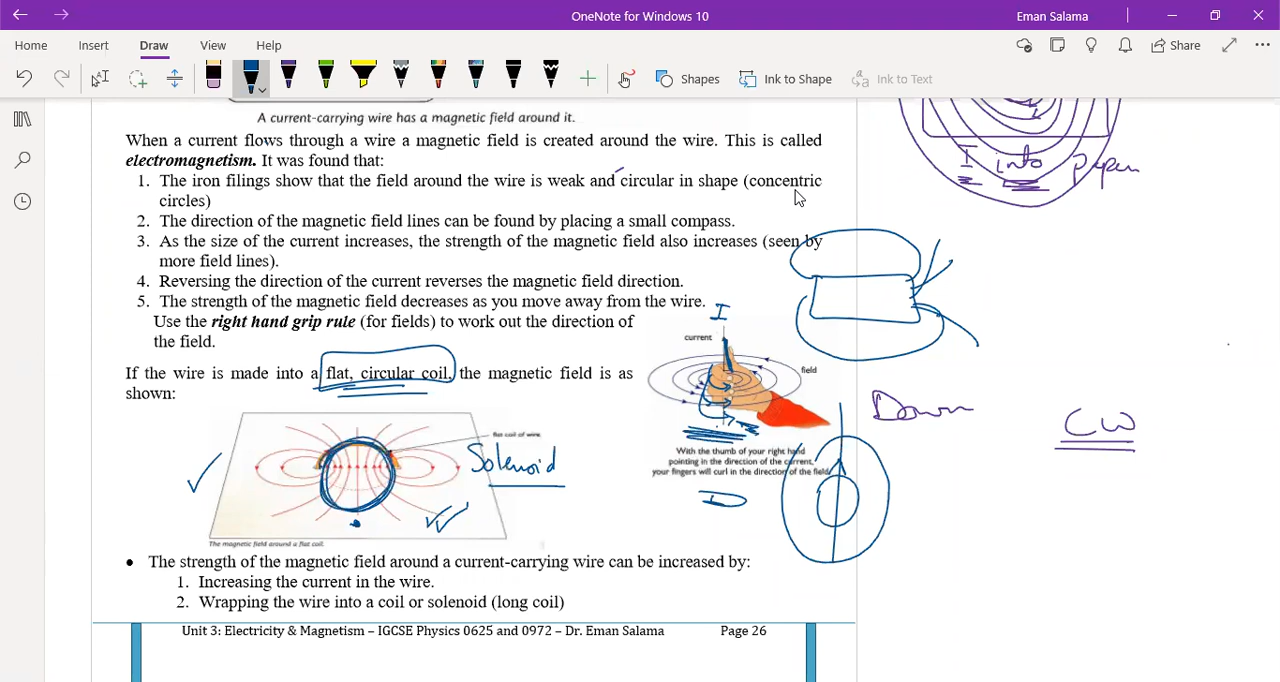 OneNote for Windows 10
Eman Salama
Home Insert Draw View Help
Share
Shapes Ink to Shape Ink to Text
A current-carrying wire has a magnetic field around it.
When a current flows through a wire a magnetic field is created around the wire. This is called
electromagnetism. It was found that:
1. The iron filings show that the field around the wire is weak and circular in shape (concentric
circles)
2. The direction of the magnetic field lines can be found by placing a small compass.
3. As the size of the current increases, the strength of the magnetic field also increases (seen by
more field lines).
4. Reversing the direction of the current reverses the magnetic field direction.
5. The strength of the magnetic field decreases as you move away from the wire.
Use the right hand grip rule (for fields) to work out the direction of
the field.
If the wire is made into a flat, circular coil, the magnetic field is as
shown:
I into paper
I
current
field
Down
CW
With the thumb of your right hand
pointing in the direction of the current,
your fingers will curl in the direction of the field
flat coil of wire
Solenoid
The magnetic field around a flat coil.
• The strength of the magnetic field around a current-carrying wire can be increased by:
1. Increasing the current in the wire.
2. Wrapping the wire into a coil or solenoid (long coil)
Unit 3: Electricity & Magnetism – IGCSE Physics 0625 and 0972 – Dr. Eman Salama Page 26